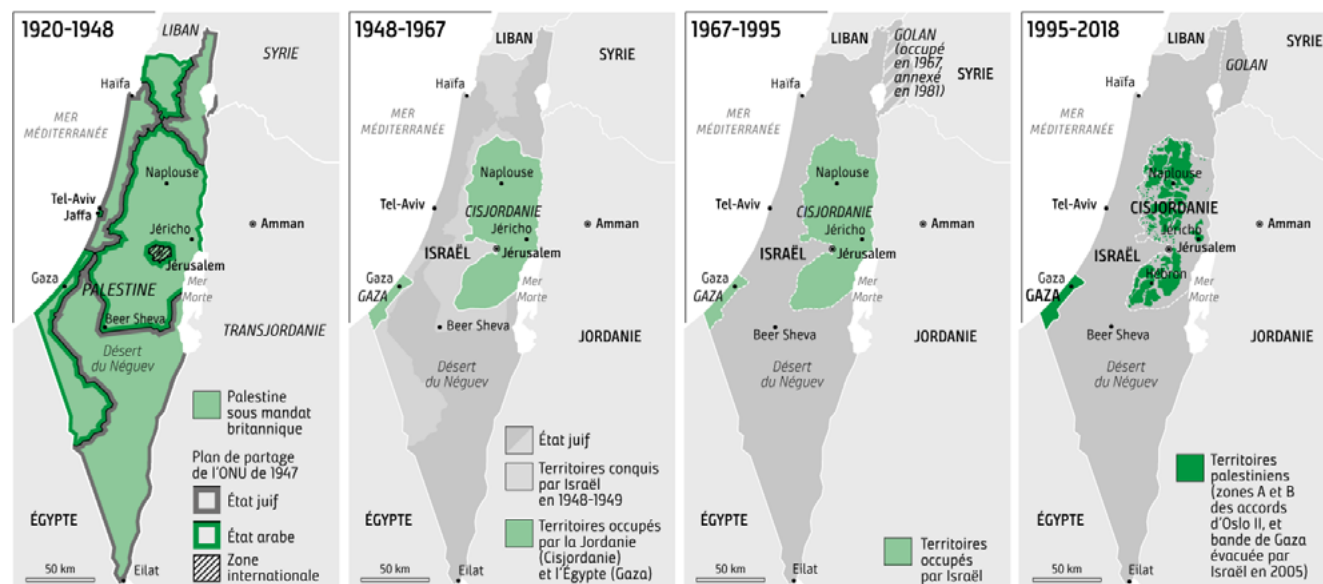 1920-1948
LIBAN
SYRIE
Haïfa
MER
MÉDITERRANÉE
Naplouse
Tel-Aviv
Jaffa
Amman
Jéricho
Jérusalem
Gaza
PALESTINE
Mer
Morte
Beer Sheva
TRANSJORDANIE
Désert
du Néguev
Palestine
sous mandat
britannique
Plan de partage
de l'ONU de 1947
État juif
État arabe
Zone
internationale
ÉGYPTE
50 km
Eilat
1948-1967
LIBAN
SYRIE
Haïfa
MER
MÉDITERRANÉE
Naplouse
Tel-Aviv
CISJORDANIE
Amman
Jéricho
ISRAËL
Jérusalem
Gaza
GAZA
Mer
Morte
Beer Sheva
JORDANIE
Désert
du Néguev
État juif
Territoires conquis
par Israël
en 1948-1949
Territoires occupés
par la Jordanie
(Cisjordanie)
et l'Égypte (Gaza)
ÉGYPTE
50 km
Eilat
1967-1995
LIBAN
GOLAN
(occupé
en 1967,
annexé
en 1981)
SYRIE
Haïfa
MER
MÉDITERRANÉE
Naplouse
Tel-Aviv
CISJORDANIE
Amman
Jéricho
ISRAËL
Jérusalem
Gaza
GAZA
Mer
Morte
Beer Sheva
JORDANIE
Désert
du Néguev
Territoires
occupés
par Israël
ÉGYPTE
50 km
Eilat
1995-2018
LIBAN
SYRIE
GOLAN
Haïfa
MER
MÉDITERRANÉE
Naplouse
Tel-Aviv
CISJORDANIE
Amman
Jéricho
Jérusalem
ISRAËL
Gaza
GAZA
Hébron
Mer
Morte
Beer Sheva
JORDANIE
Désert
du Néguev
Territoires
palestiniens
(zones A et B
des accords
d'Oslo II, et
bande de Gaza
évacuée par
Israël en 2005)
ÉGYPTE
50 km
Eilat